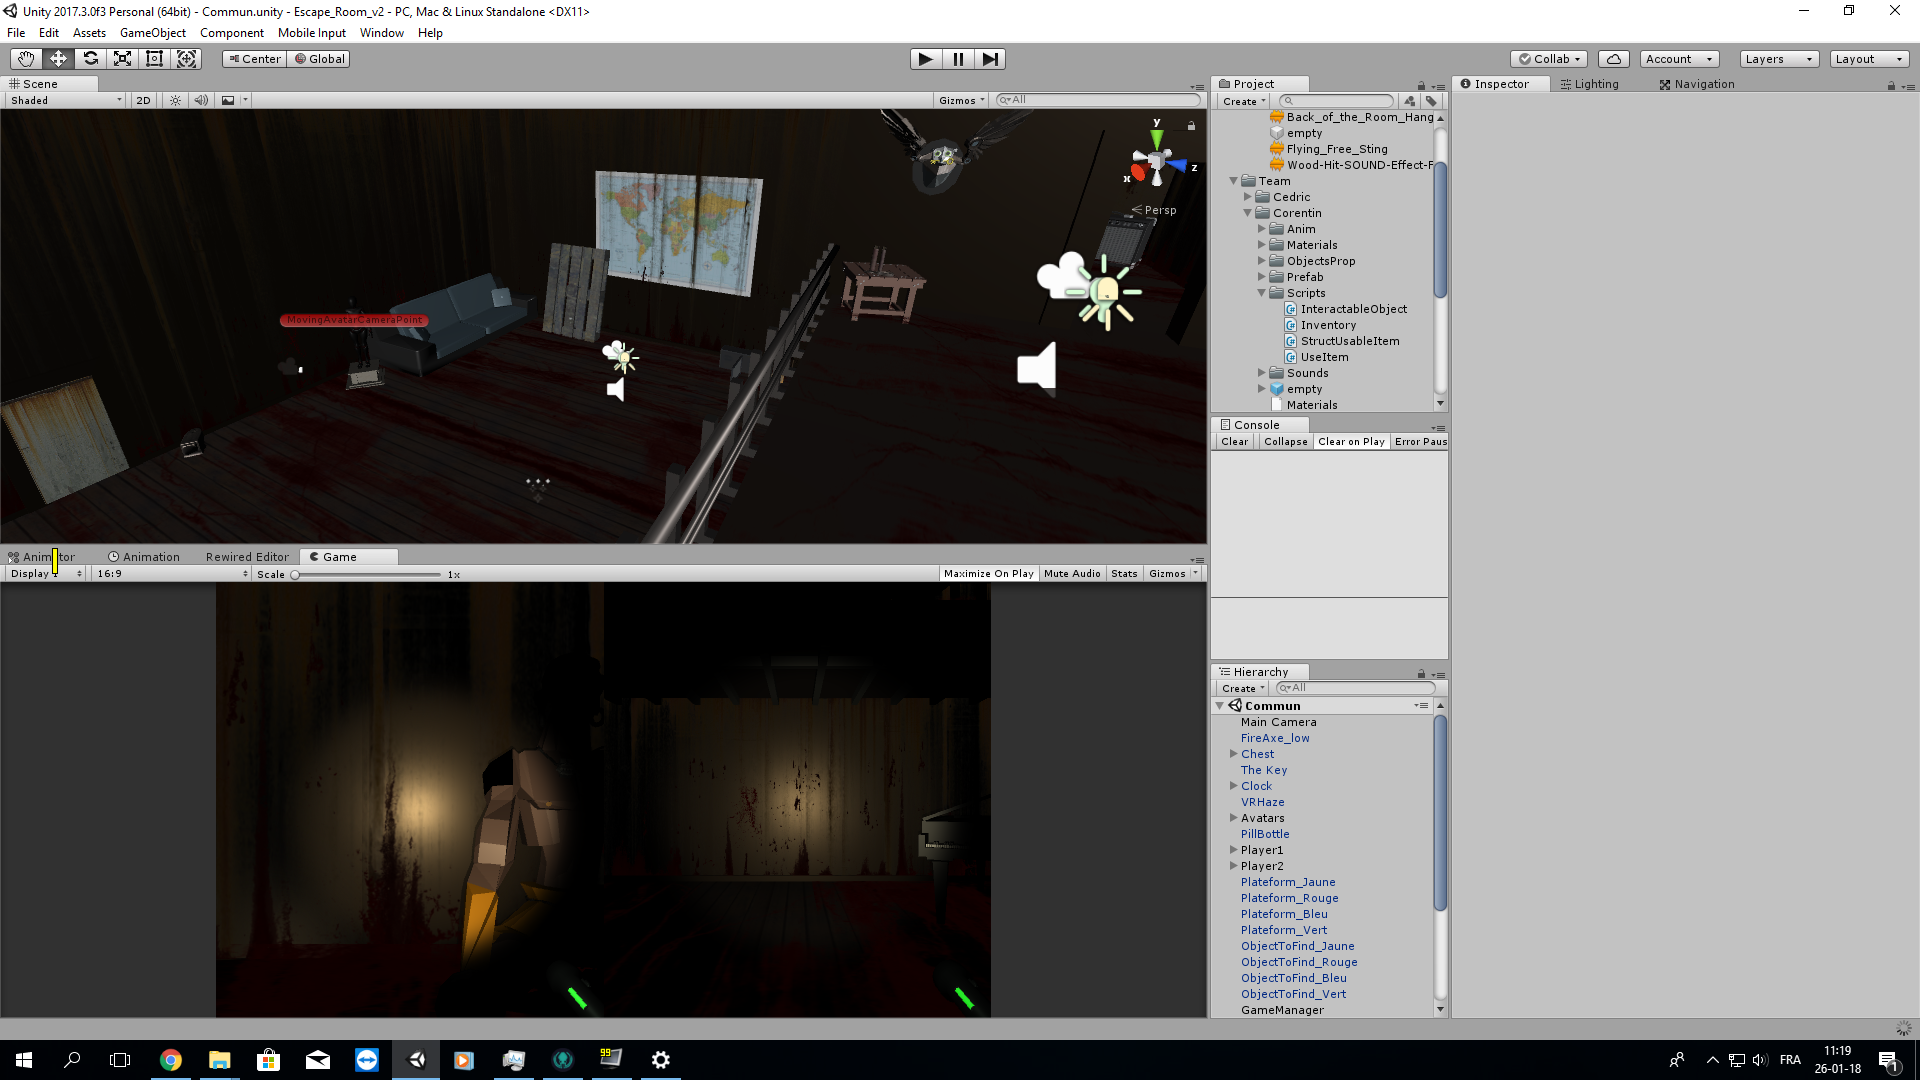 Unity 2017.3.0f3 Personal (64bit) - Commun.unity - Escape_Room_v2 - PC, Mac & Linux Standalone <DX11>
File Edit Assets GameObject Component Mobile Input Window Help
Center Global
Collab Account Layers Layout
Scene
Shaded 2D Gizmos All
y
x
z
Persp
MovingAvatarCameraPoint
Animator Animation Rewired Editor Game
Display 1 16:9 Scale 1x Maximize On Play Mute Audio Stats Gizmos
Project
Create
Back_of_the_Room_Hang
empty
Flying_Free_Sting
Wood-Hit-SOUND-Effect-F
Team
Cedric
Corentin
Anim
Materials
ObjectsProp
Prefab
Scripts
InteractableObject
Inventory
StructUsableItem
UseItem
Sounds
empty
Materials
Console
Clear Collapse Clear on Play Error Paus
Hierarchy
Create All
Commun
Main Camera
FireAxe_low
Chest
The Key
Clock
VRHaze
Avatars
PillBottle
Player1
Player2
Plateform_Jaune
Plateform_Rouge
Plateform_Bleu
Plateform_Vert
ObjectToFind_Jaune
ObjectToFind_Rouge
ObjectToFind_Bleu
ObjectToFind_Vert
GameManager
Inspector Lighting Navigation
99
FRA
11:19
26-01-18
1